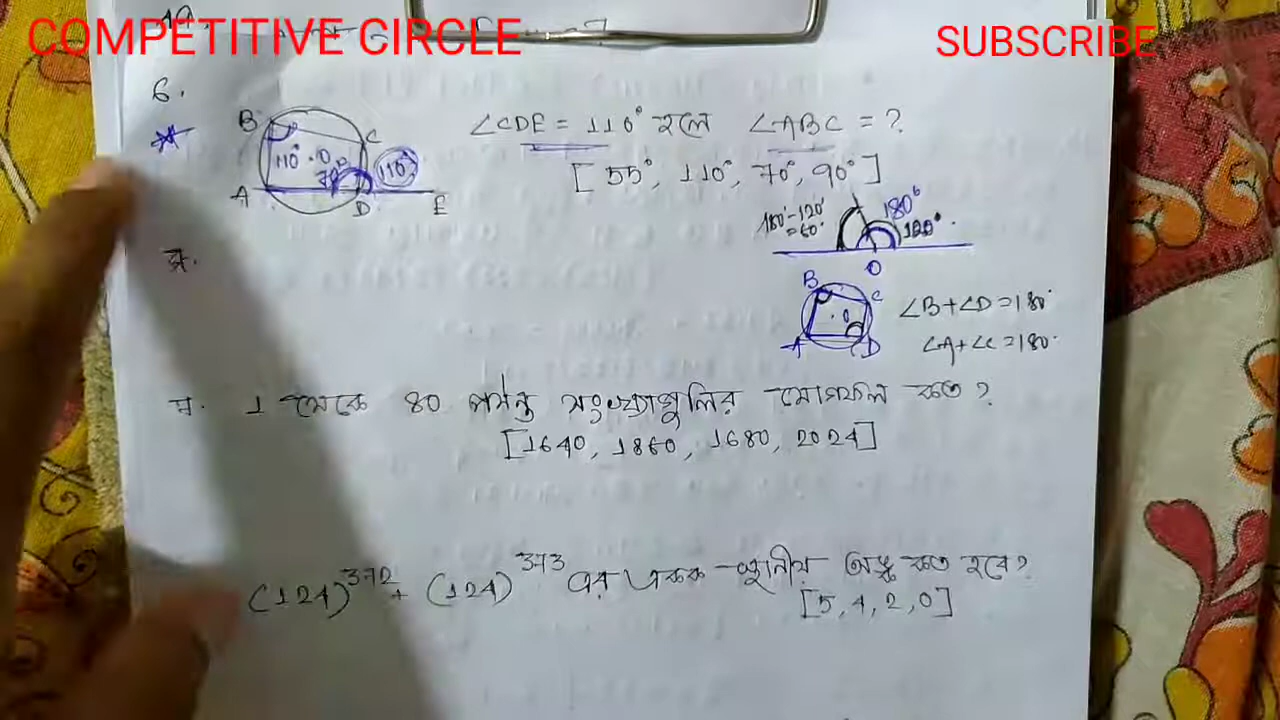 COMPETITIVE CIRCLE
SUBSCRIBE
6.
B C 110° O 70° 110° A D E
∠CDE = 110° হলে ∠ABC = ?
[55°, 110°, 70°, 90°]
180°-120°
=60°
180°
120°
O
B C
A D
∠B+∠D=180°
∠A+∠C=180°
1 থেকে 80 পর্যন্ত সংখ্যাগুলির যোগফল কত?
[1640, 1860, 1680, 2024]
(124)³⁷² + (124)³⁷³ এর একক স্থানীয় অঙ্ক কত হবে?
[5, 4, 2, 0]